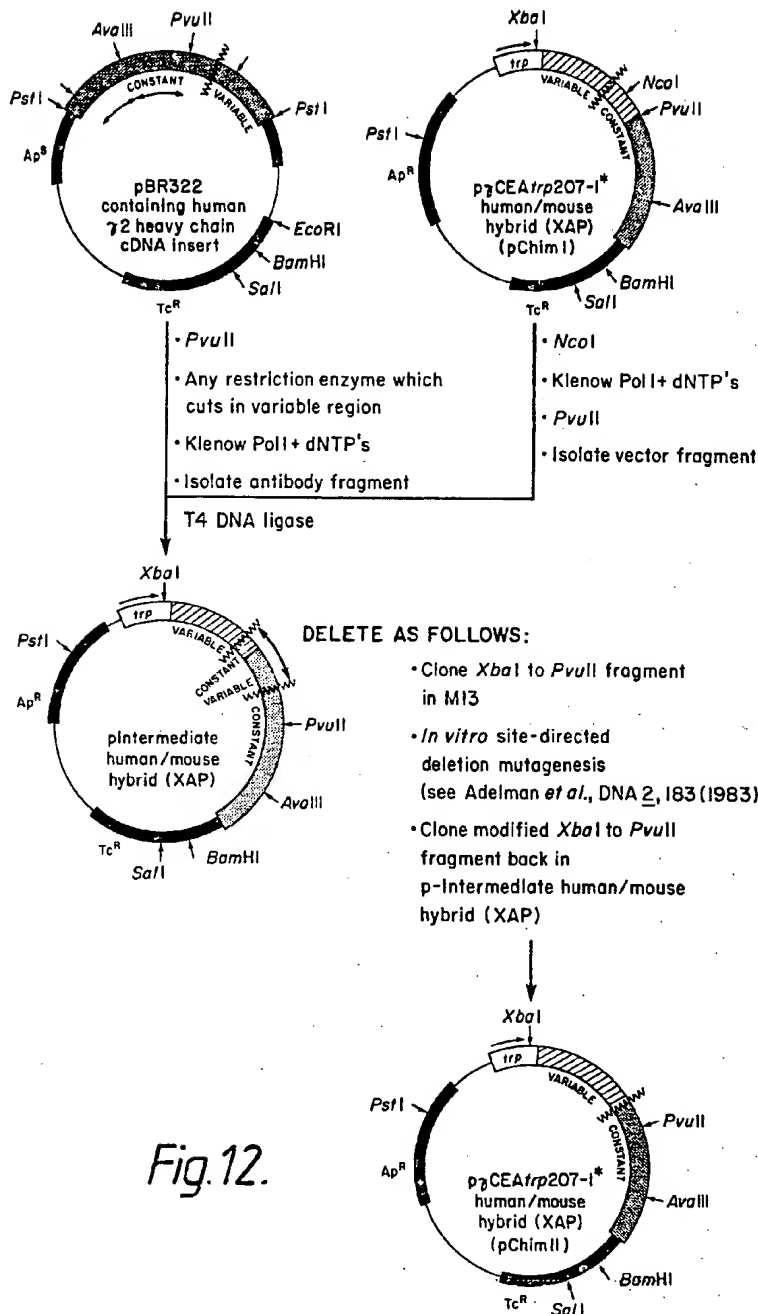 PvuII
AvaIII
PstI
CONSTANT
VARIABLE
PstI
Ap^S
pBR322
containing human
γ2 heavy chain
cDNA insert
EcoRI
BamHI
SalI
Tc^R
XbaI
trp
VARIABLE
CONSTANT
NcoI
PvuII
PstI
Ap^R
pγCEAtrp207-1*
human/mouse
hybrid (XAP)
(pChimI)
AvaIII
BamHI
SalI
Tc^R
• PvuII
• Any restriction enzyme which
cuts in variable region
• Klenow Pol I + dNTP's
• Isolate antibody fragment
• NcoI
• Klenow Pol I + dNTP's
• PvuII
• Isolate vector fragment
T4 DNA ligase
XbaI
trp
PstI
VARIABLE
CONSTANT
VARIABLE
CONSTANT
Ap^R
PvuII
pIntermediate
human/mouse
hybrid (XAP)
AvaIII
Tc^R
BamHI
SalI
DELETE AS FOLLOWS:
• Clone XbaI to PvuII fragment
in M13
• In vitro site-directed
deletion mutagenesis
(see Adelman et al., DNA 2, 183 (1983)
• Clone modified XbaI to PvuII
fragment back in
p-Intermediate human/mouse
hybrid (XAP)
XbaI
trp
VARIABLE
CONSTANT
PstI
PvuII
Ap^R
pγCEAtrp207-1*
human/mouse
hybrid (XAP)
(pChimII)
AvaIII
BamHI
Tc^R
SalI
Fig.12.